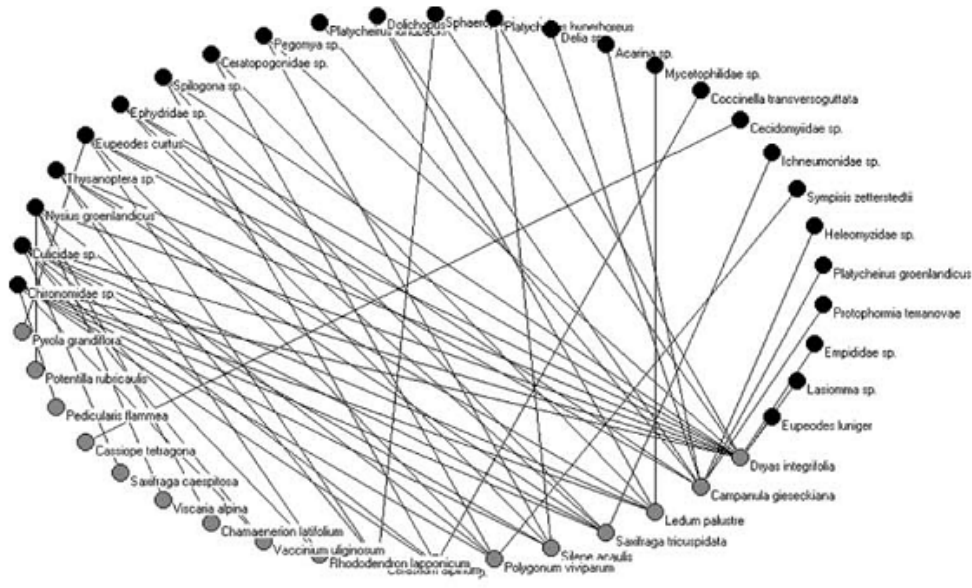 Dolichopus
Platycheirus
Delia sp.
Pegomya sp.
Acarina sp.
Ceratopogonidae sp.
Mycetophilidae sp.
Spilogona sp.
Coccinella transversoguttata
Ephydridae sp.
Cecidomyiidae sp.
Eupeodes curtus
Ichneumonidae sp.
Thysanoptera sp.
Sympisis zetterstedtii
Nysius groenlandicus
Heleomyzidae sp.
Culicidae sp.
Platycheirus groenlandicus
Chironomidae sp.
Protophormia terranovae
Pyrola grandiflora
Empididae sp.
Potentilla rubricaulis
Lasiomma sp.
Pedicularis flammea
Eupeodes luniger
Cassiope tetragona
Dryas integrifolia
Saxifraga caespitosa
Campanula gieseckiana
Viscaria alpina
Ledum palustre
Chamaenerion latifolium
Saxifraga tricuspidata
Vaccinium uliginosum
Silene acaulis
Rhododendron lapponicum
Polygonum viviparum